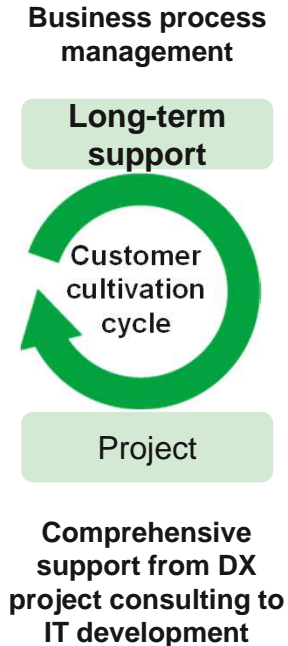 Business process
management
Long-term
support
Customer
cultivation
cycle
Project
Comprehensive
support from DX
project consulting to
IT development